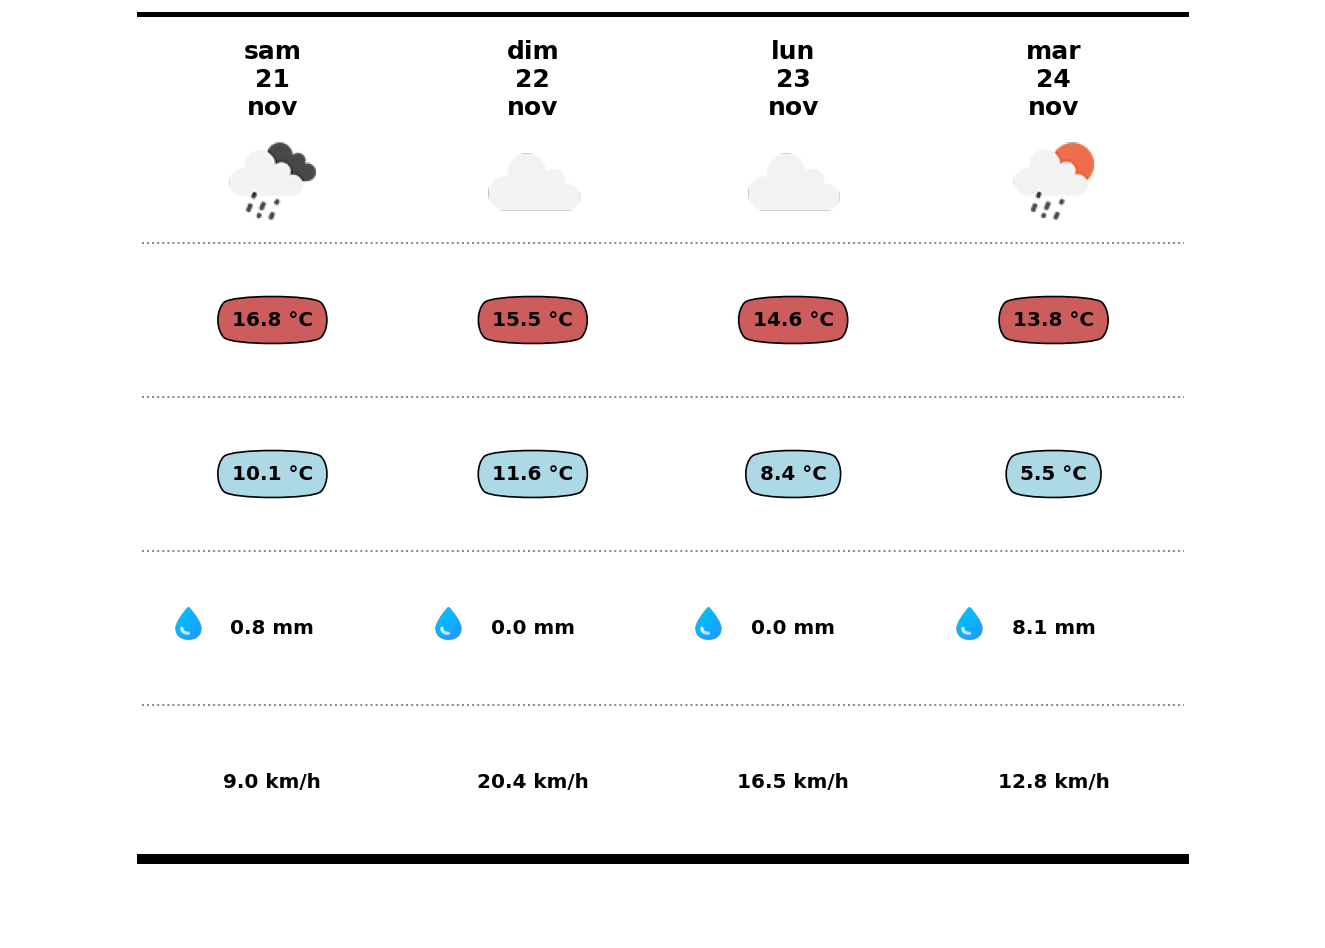 sam
21
nov
dim
22
nov
lun
23
nov
mar
24
nov
16.8 °C
15.5 °C
14.6 °C
13.8 °C
10.1 °C
11.6 °C
8.4 °C
5.5 °C
0.8 mm
0.0 mm
0.0 mm
8.1 mm
9.0 km/h
20.4 km/h
16.5 km/h
12.8 km/h